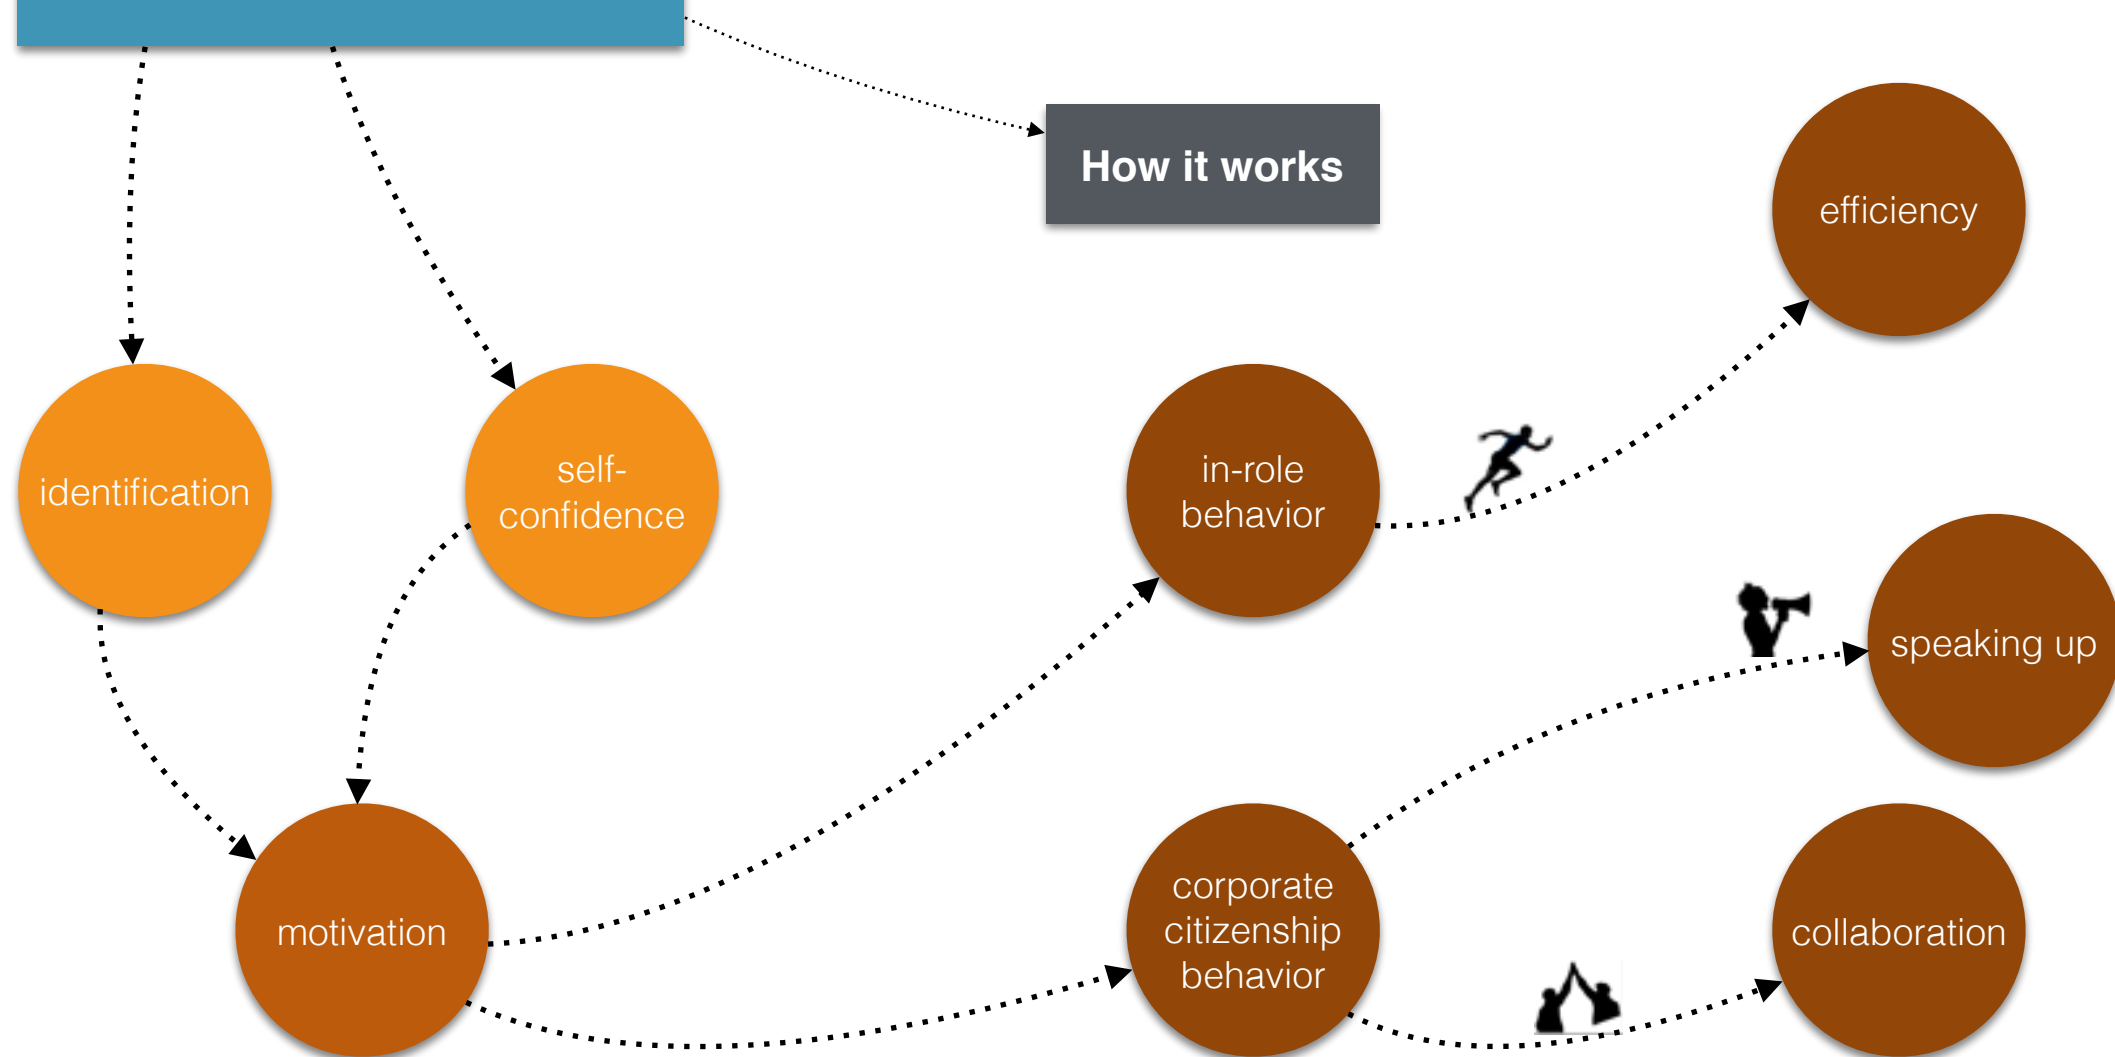 How it works
efficiency
identification
self-
confidence
in-role
behavior
speaking up
motivation
corporate
citizenship
behavior
collaboration